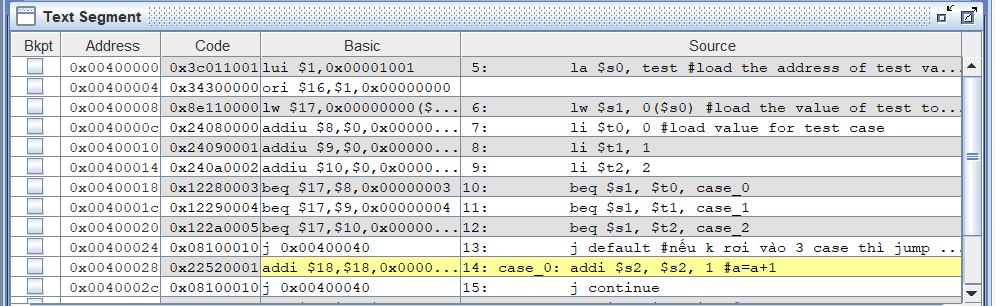 Text Segment
Bkpt Address Code Basic Source
0x00400000 0x3c011001 lui $1,0x00001001 5: la $s0, test #load the address of test va...
0x00400004 0x34300000 ori $16,$1,0x00000000
0x00400008 0x8e110000 lw $17,0x00000000($... 6: lw $s1, 0($s0) #load the value of test to...
0x0040000c 0x24080000 addiu $8,$0,0x0000... 7: li $t0, 0 #load value for test case
0x00400010 0x24090001 addiu $9,$0,0x0000... 8: li $t1, 1
0x00400014 0x240a0002 addiu $10,$0,0x000... 9: li $t2, 2
0x00400018 0x12280003 beq $17,$8,0x00000003 10: beq $s1, $t0, case_0
0x0040001c 0x12290004 beq $17,$9,0x00000004 11: beq $s1, $t1, case_1
0x00400020 0x122a0005 beq $17,$10,0x0000... 12: beq $s1, $t2, case_2
0x00400024 0x08100010 j 0x00400040 13: j default #nếu k rơi vào 3 case thì jump ...
0x00400028 0x22520001 addi $18,$18,0x0000... 14: case_0: addi $s2, $s2, 1 #a=a+1
0x0040002c 0x08100010 j 0x00400040 15: j continue